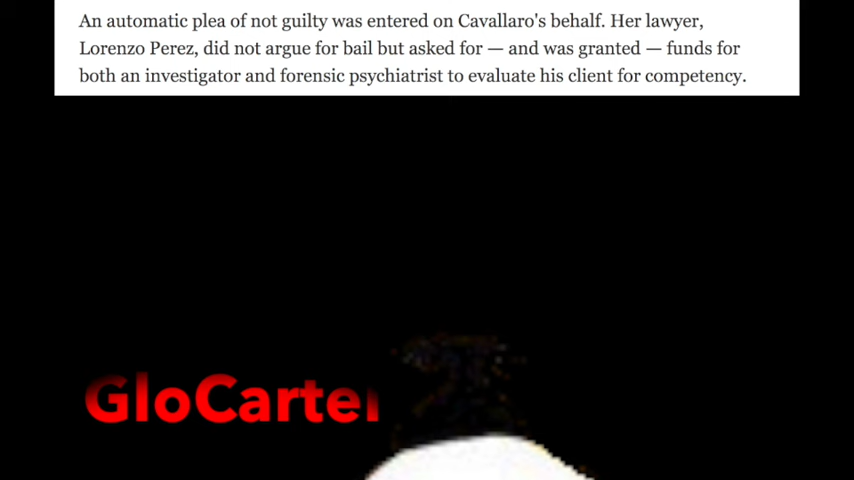 An automatic plea of not guilty was entered on Cavallaro's behalf. Her lawyer,
Lorenzo Perez, did not argue for bail but asked for — and was granted — funds for
both an investigator and forensic psychiatrist to evaluate his client for competency.
GloCartel